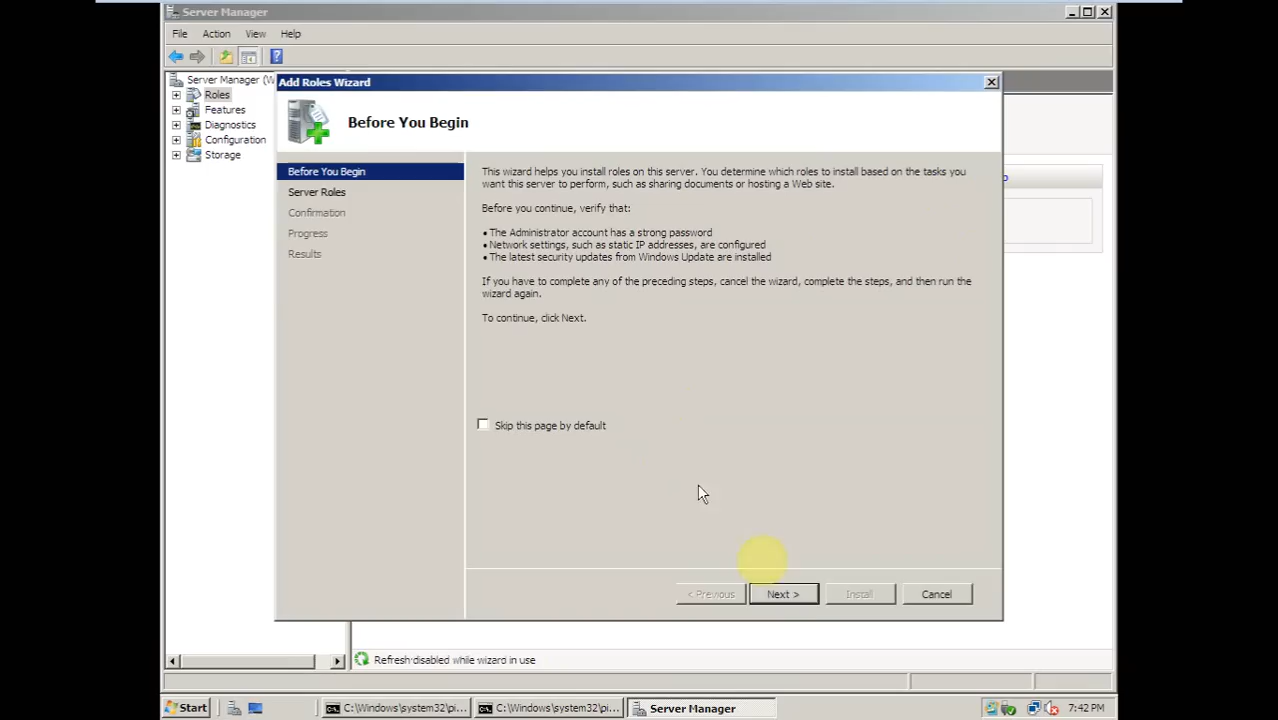 Server Manager
File Action View Help
Server Manager (W
Roles
Features
Diagnostics
Configuration
Storage
Add Roles Wizard
Before You Begin
Before You Begin
Server Roles
Confirmation
Progress
Results
This wizard helps you install roles on this server. You determine which roles to install based on the tasks you
want this server to perform, such as sharing documents or hosting a Web site.
Before you continue, verify that:
• The Administrator account has a strong password
• Network settings, such as static IP addresses, are configured
• The latest security updates from Windows Update are installed
If you have to complete any of the preceding steps, cancel the wizard, complete the steps, and then run the
wizard again.
To continue, click Next.
Skip this page by default
< Previous Next > Install Cancel
Refresh disabled while wizard in use
Start C:\Windows\system32\pi... C:\Windows\system32\pi... Server Manager 7:42 PM